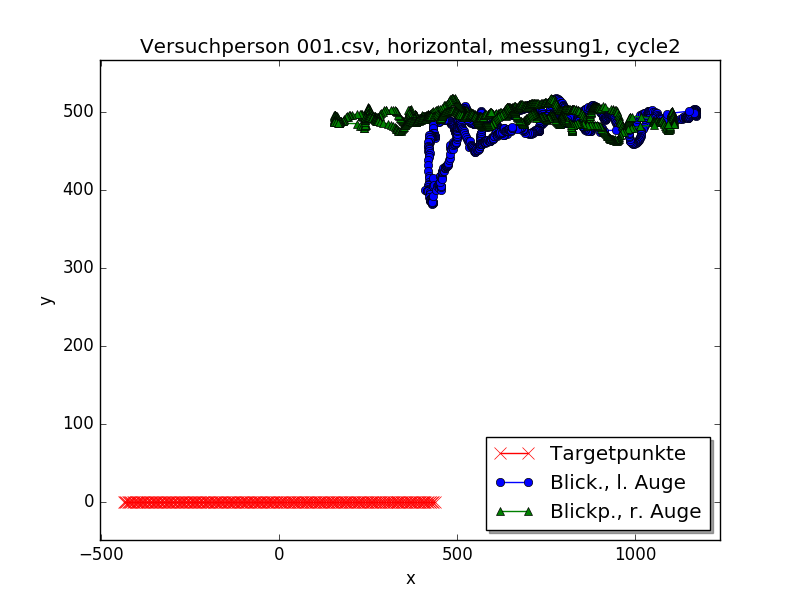 Versuchperson 001.csv, horizontal, messung1, cycle2
500
400
300
200
100
0
y
−500
0
500
1000
x
Targetpunkte
Blick., l. Auge
Blickp., r. Auge